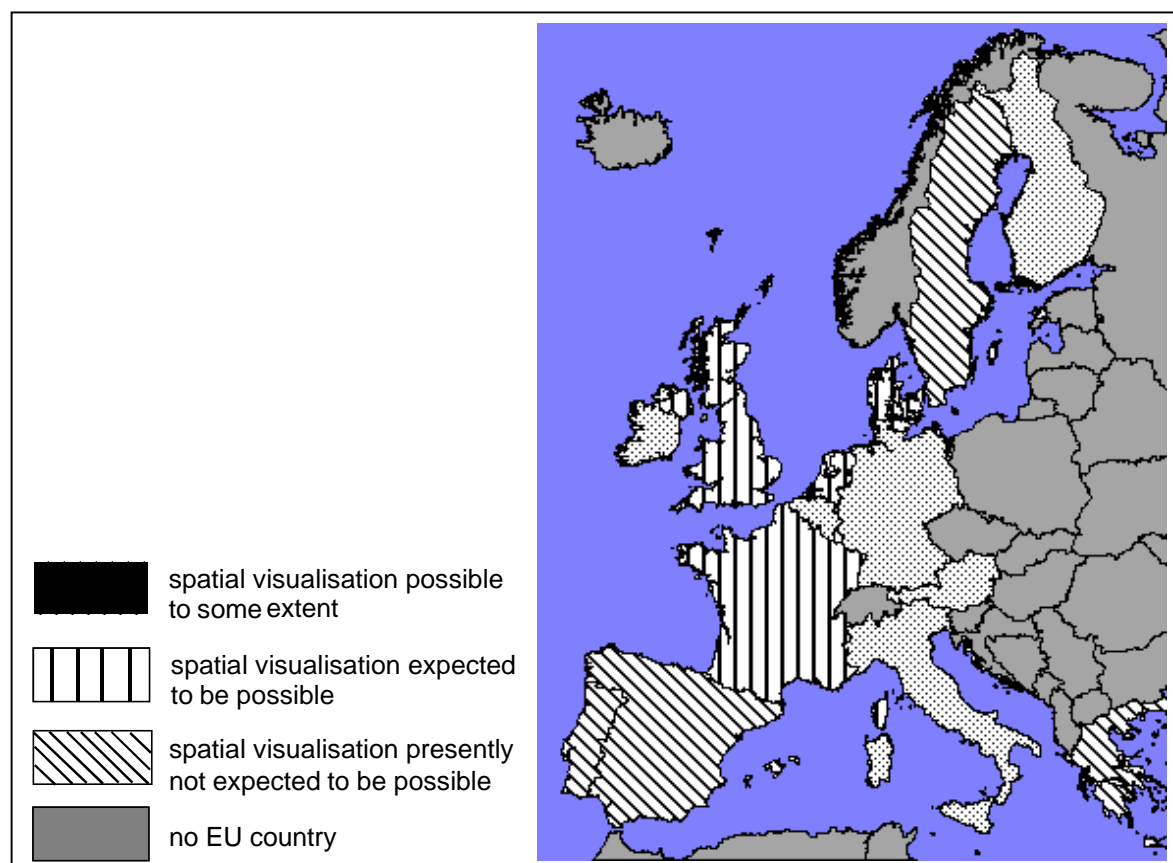 spatial visualisation possible
to some extent
spatial visualisation expected
to be possible
spatial visualisation presently
not expected to be possible
no EU country